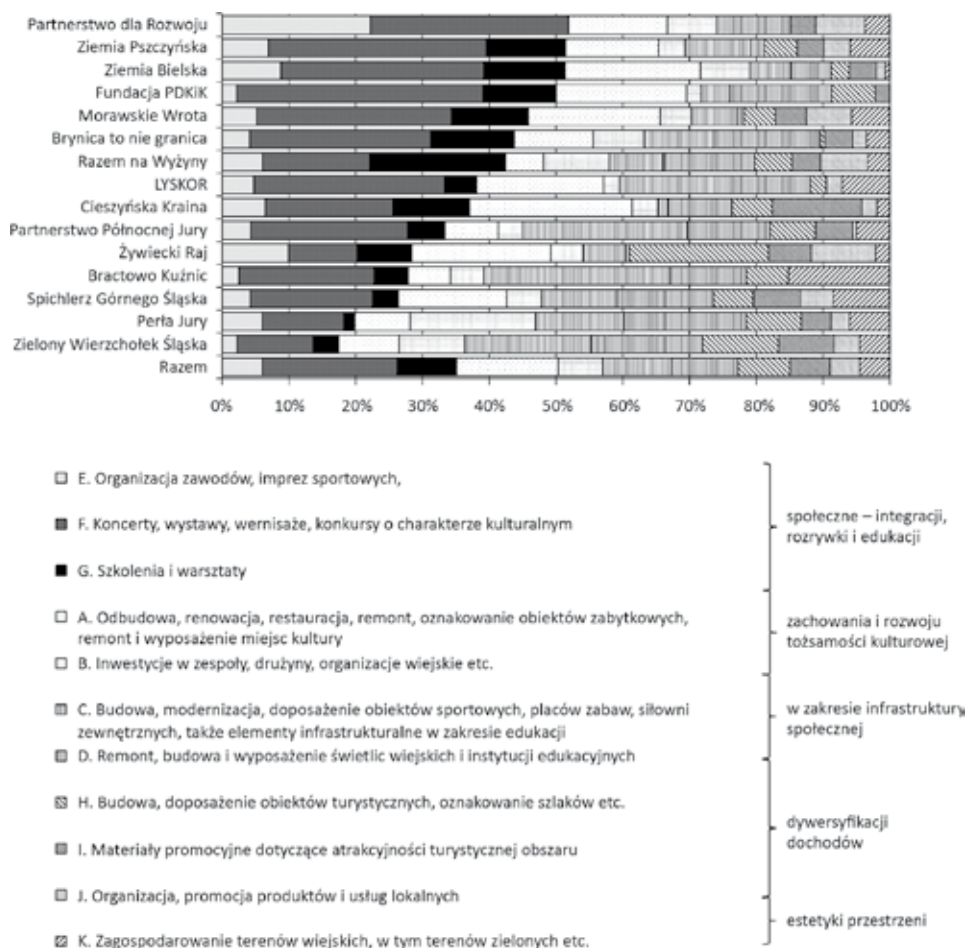 Partnerstwo dla Rozwoju
Ziemia Pszczyńska
Ziemia Bielska
Fundacja PDKiK
Morawskie Wrota
Brynica to nie granica
Razem na Wyżyny
LYSKOR
Cieszyńska Kraina
Partnerstwo Północnej Jury
Żywiecki Raj
Bractowo Kuźnic
Spichlerz Górnego Śląska
Perła Jury
Zielony Wierzchołek Śląska
Razem
0% 10% 20% 30% 40% 50% 60% 70% 80% 90% 100%
E. Organizacja zawodów, imprez sportowych,
F. Koncerty, wystawy, wernisaże, konkursy o charakterze kulturalnym
G. Szkolenia i warsztaty
społeczne – integracji,
rozrywki i edukacji
A. Odbudowa, renowacja, restauracja, remont, oznakowanie obiektów zabytkowych,
remont i wyposażenie miejsc kultury
B. Inwestycje w zespoły, drużyny, organizacje wiejskie etc.
zachowania i rozwoju
tożsamości kulturowej
C. Budowa, modernizacja, doposażenie obiektów sportowych, placów zabaw, siłowni
zewnętrznych, także elementy infrastrukturalne w zakresie edukacji
D. Remont, budowa i wyposażenie świetlic wiejskich i instytucji edukacyjnych
w zakresie infrastruktury
społecznej
H. Budowa, doposażenie obiektów turystycznych, oznakowanie szlaków etc.
I. Materiały promocyjne dotyczące atrakcyjności turystycznej obszaru
J. Organizacja, promocja produktów i usług lokalnych
dywersyfikacji
dochodów
K. Zagospodarowanie terenów wiejskich, w tym terenów zielonych etc.
estetyki przestrzeni